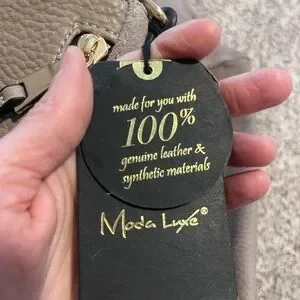 made for you with
100%
genuine leather &
synthetic materials
Moda Luxe®